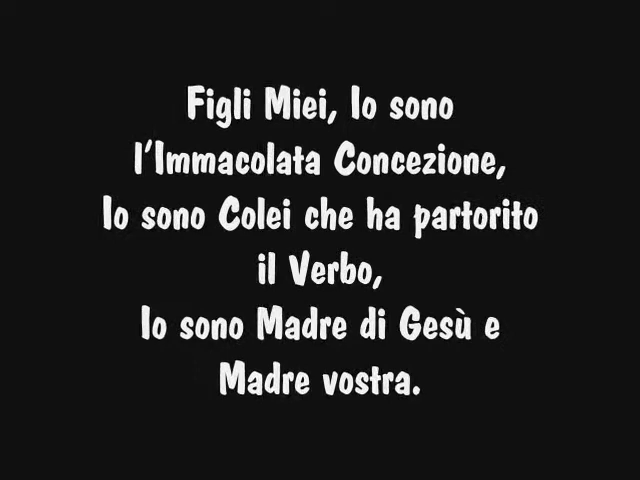 Figli Miei, Io sono
l'Immacolata Concezione,
Io sono Colei che ha partorito
il Verbo,
Io sono Madre di Gesù e
Madre vostra.